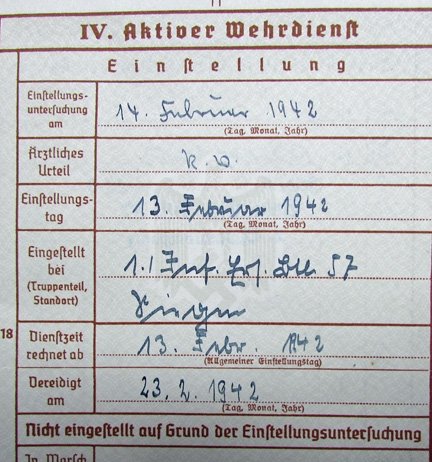 IV. Aktiver Wehrdienst
Einstellung
Einstellungs-
untersuchung
am
14. Februar 1942
(Tag, Monat, Jahr)
Ärztliches
Urteil
k.v.
Einstellungs-
tag
13. Februar 1942
(Tag, Monat, Jahr)
Eingestellt
bei
(Truppenteil,
Standort)
1./Inf. Ers. Btl. 57
Siegen
18
Dienstzeit
rechnet ab
13. Febr. 1942
(Allgemeiner Einstellungstag)
Vereidigt
am
23. 2. 1942
(Tag, Monat, Jahr)
Nicht eingestellt auf Grund der Einstellungsuntersuchung
In Marsch